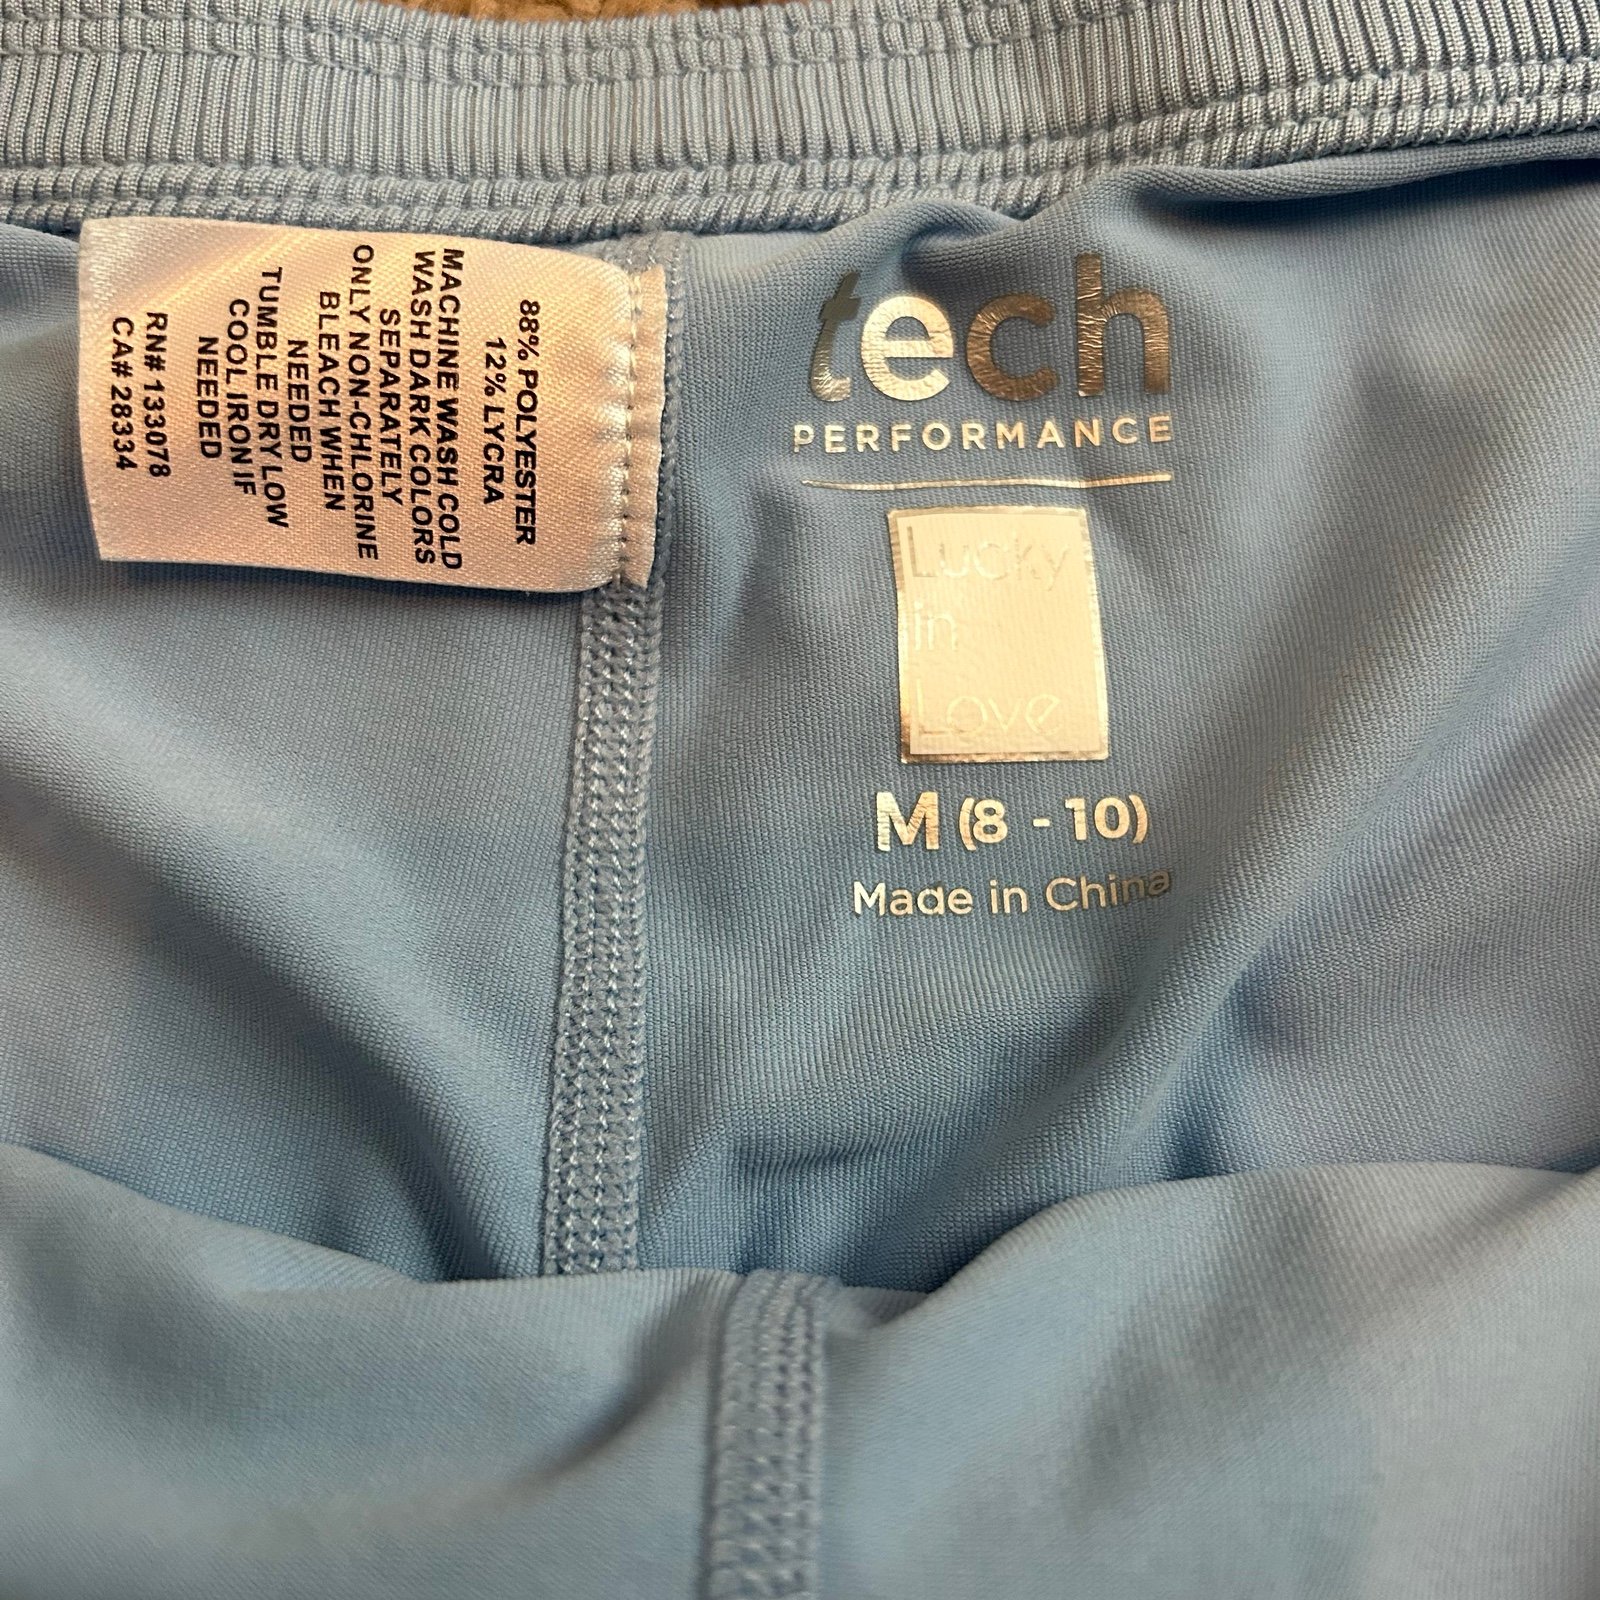 88% POLYESTER
12% LYCRA
MACHINE WASH COLD
WASH DARK COLORS
SEPARATELY
ONLY NON-CHLORINE
BLEACH WHEN
NEEDED
TUMBLE DRY LOW
COOL IRON IF
NEEDED
RN# 133078
CA# 28334
tech
PERFORMANCE
Lucky
in
Love
M (8 - 10)
Made in China